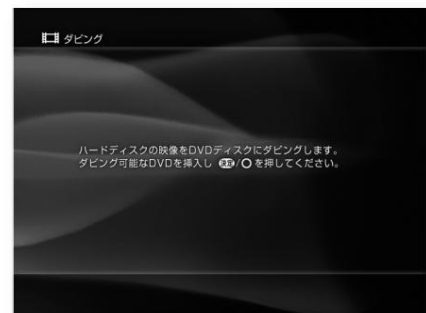 ダビング
ハードディスクの映像をDVDディスクにダビングします。
ダビング可能なDVDを挿入し 決定/○を押してください。